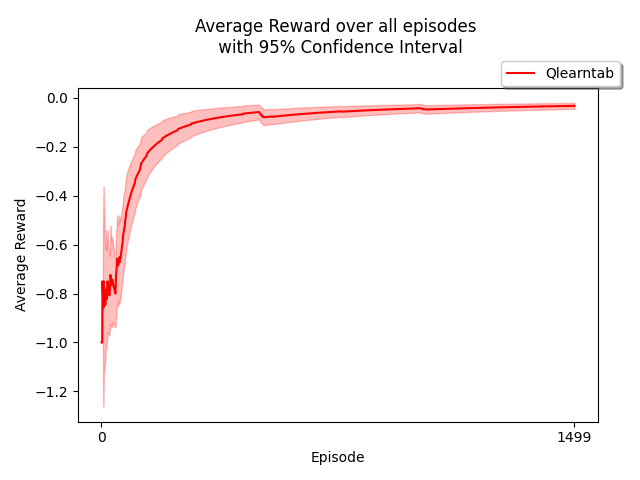 Average Reward over all episodes
with 95% Confidence Interval
Qlearntab
0.0
−0.2
−0.4
−0.6
−0.8
−1.0
−1.2
Average Reward
0 1499
Episode